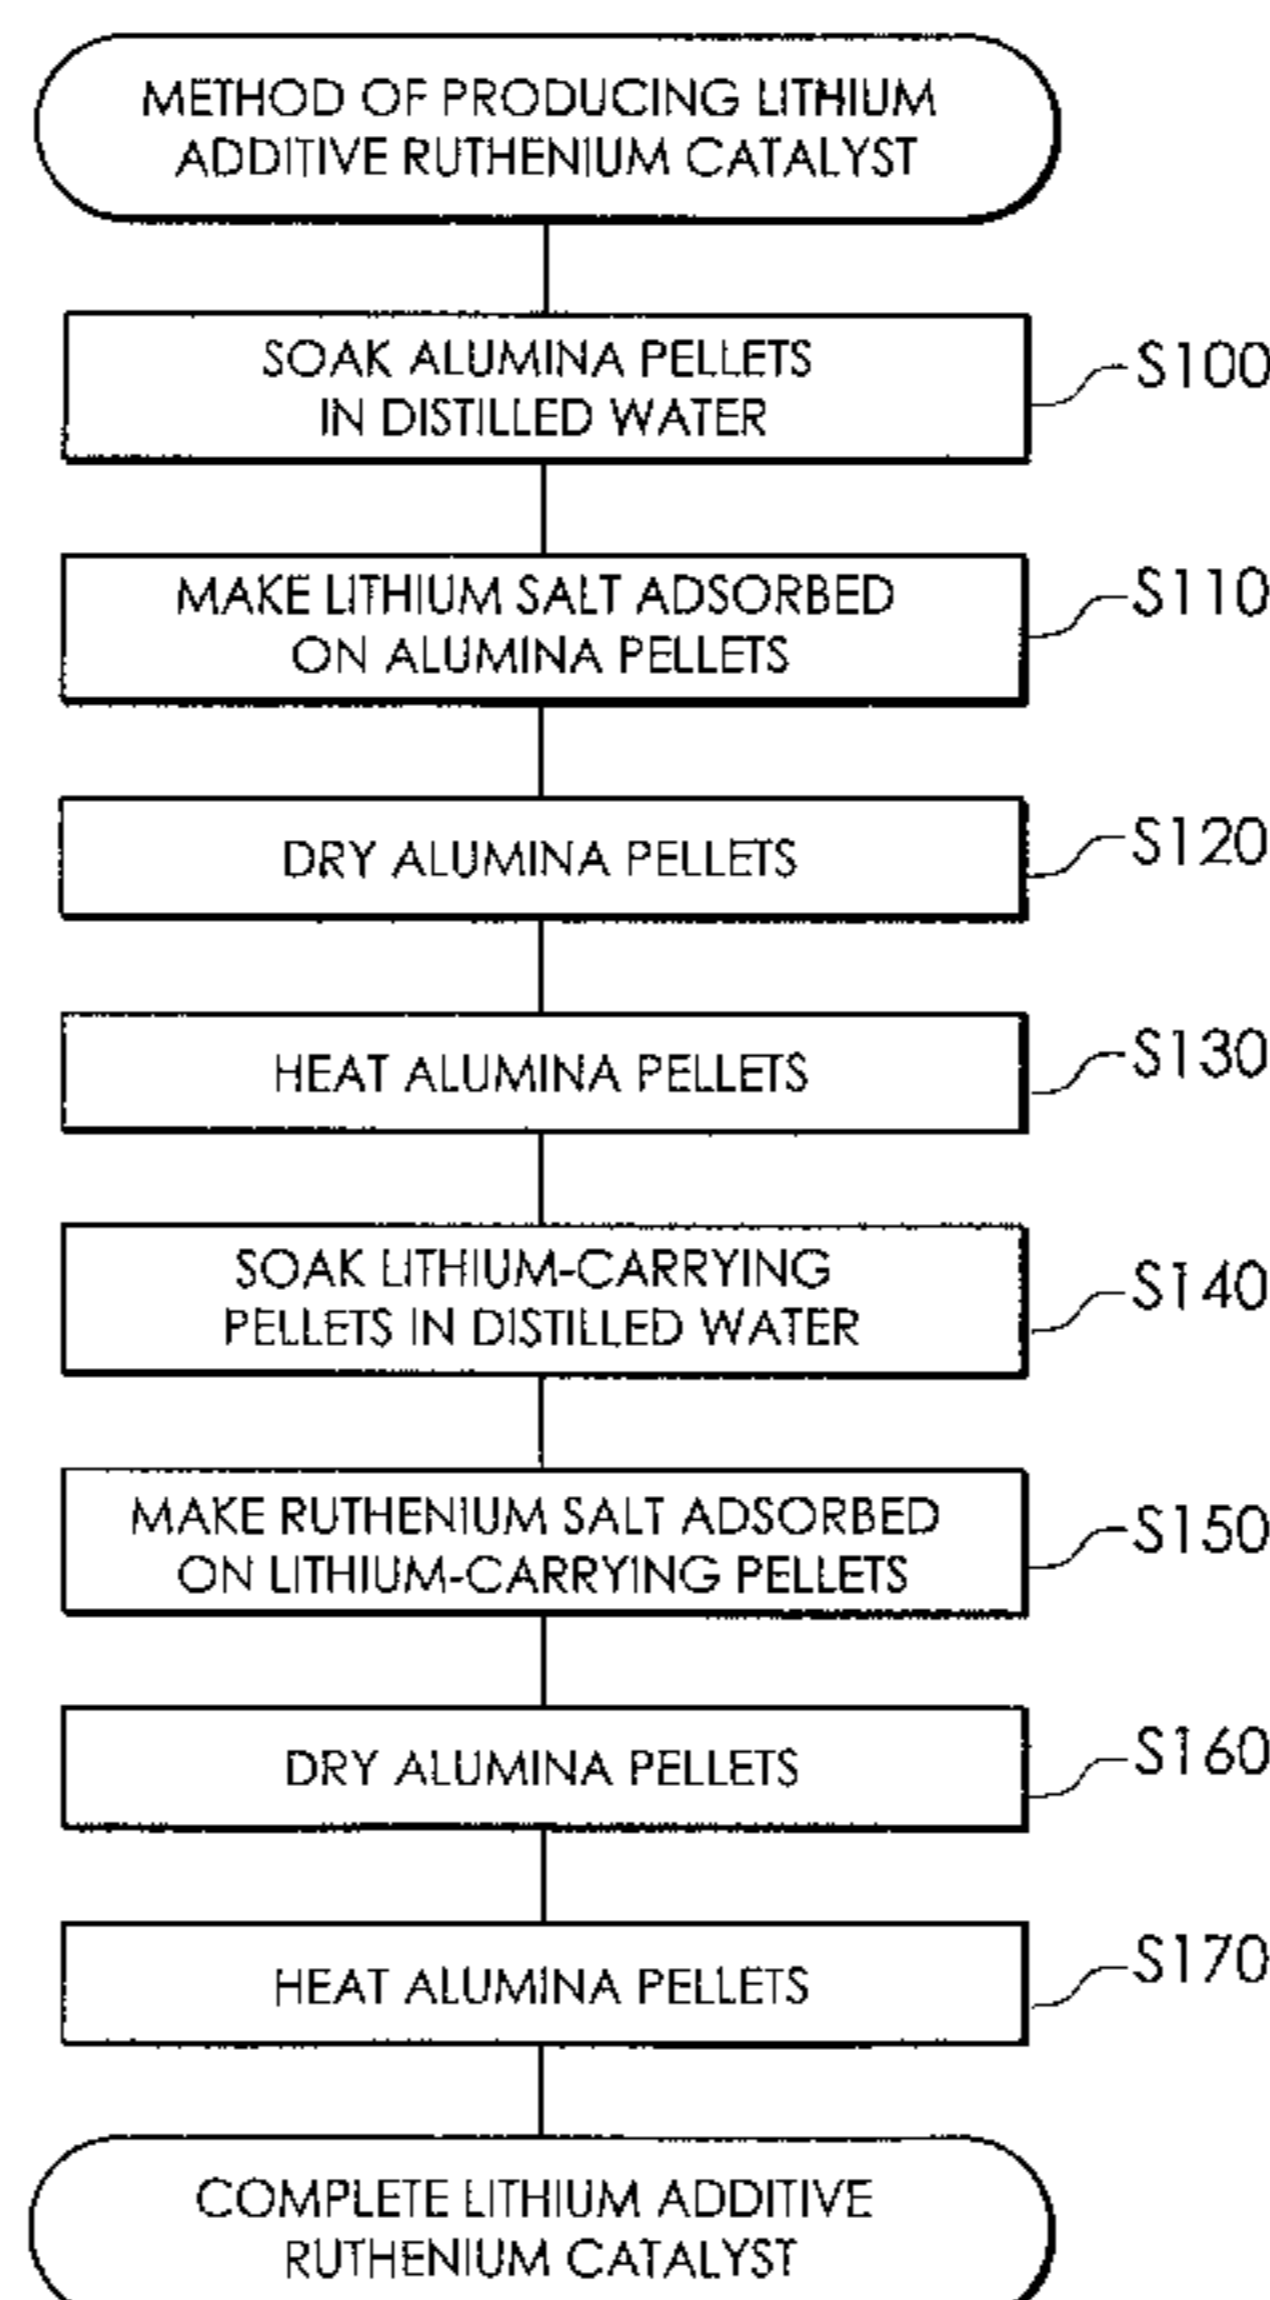 METHOD OF PRODUCING LITHIUM
ADDITIVE RUTHENIUM CATALYST
SOAK ALUMINA PELLETS
IN DISTILLED WATER
S100
MAKE LITHIUM SALT ADSORBED
ON ALUMINA PELLETS
S110
DRY ALUMINA PELLETS
S120
HEAT ALUMINA PELLETS
S130
SOAK LITHIUM-CARRYING
PELLETS IN DISTILLED WATER
S140
MAKE RUTHENIUM SALT ADSORBED
ON LITHIUM-CARRYING PELLETS
S150
DRY ALUMINA PELLETS
S160
HEAT ALUMINA PELLETS
S170
COMPLETE LITHIUM ADDITIVE
RUTHENIUM CATALYST